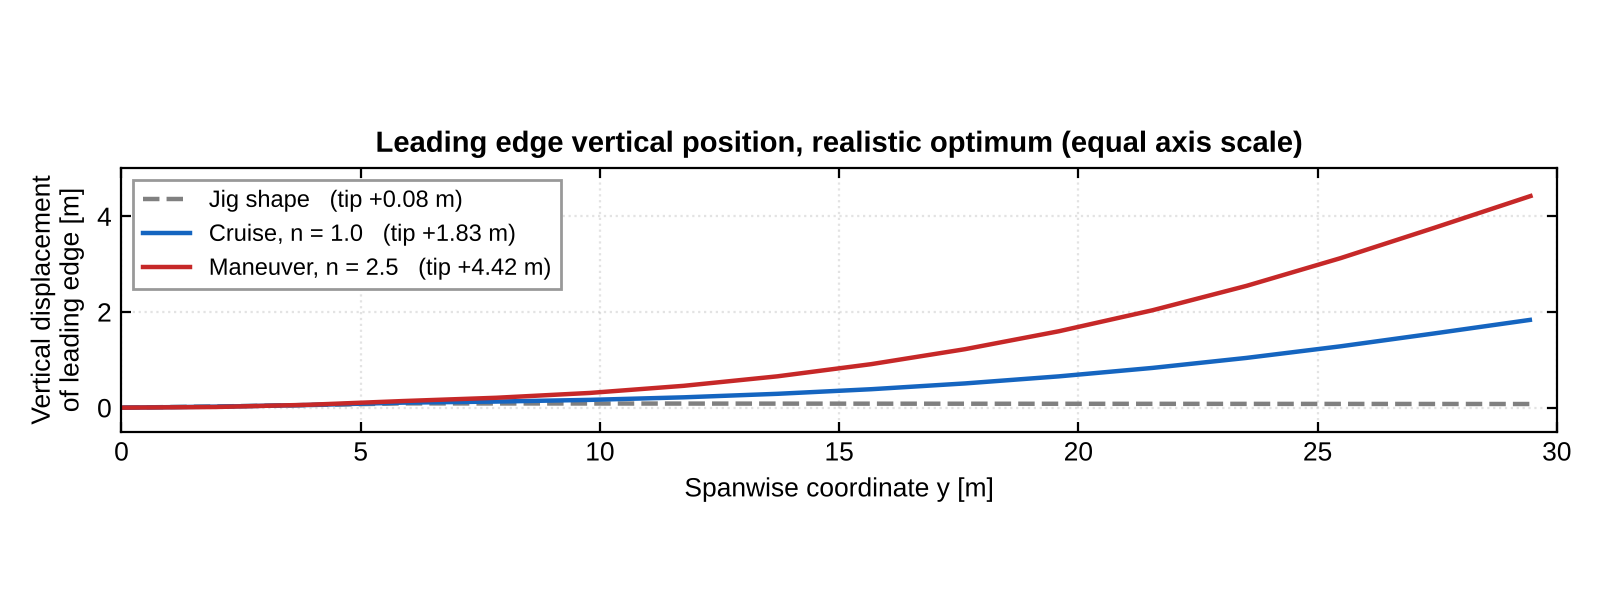 Leading edge vertical position, realistic optimum (equal axis scale)
Vertical displacement
of leading edge [m]
4
2
0
Jig shape (tip +0.08 m)
Cruise, n = 1.0 (tip +1.83 m)
Maneuver, n = 2.5 (tip +4.42 m)
0 5 10 15 20 25 30
Spanwise coordinate y [m]